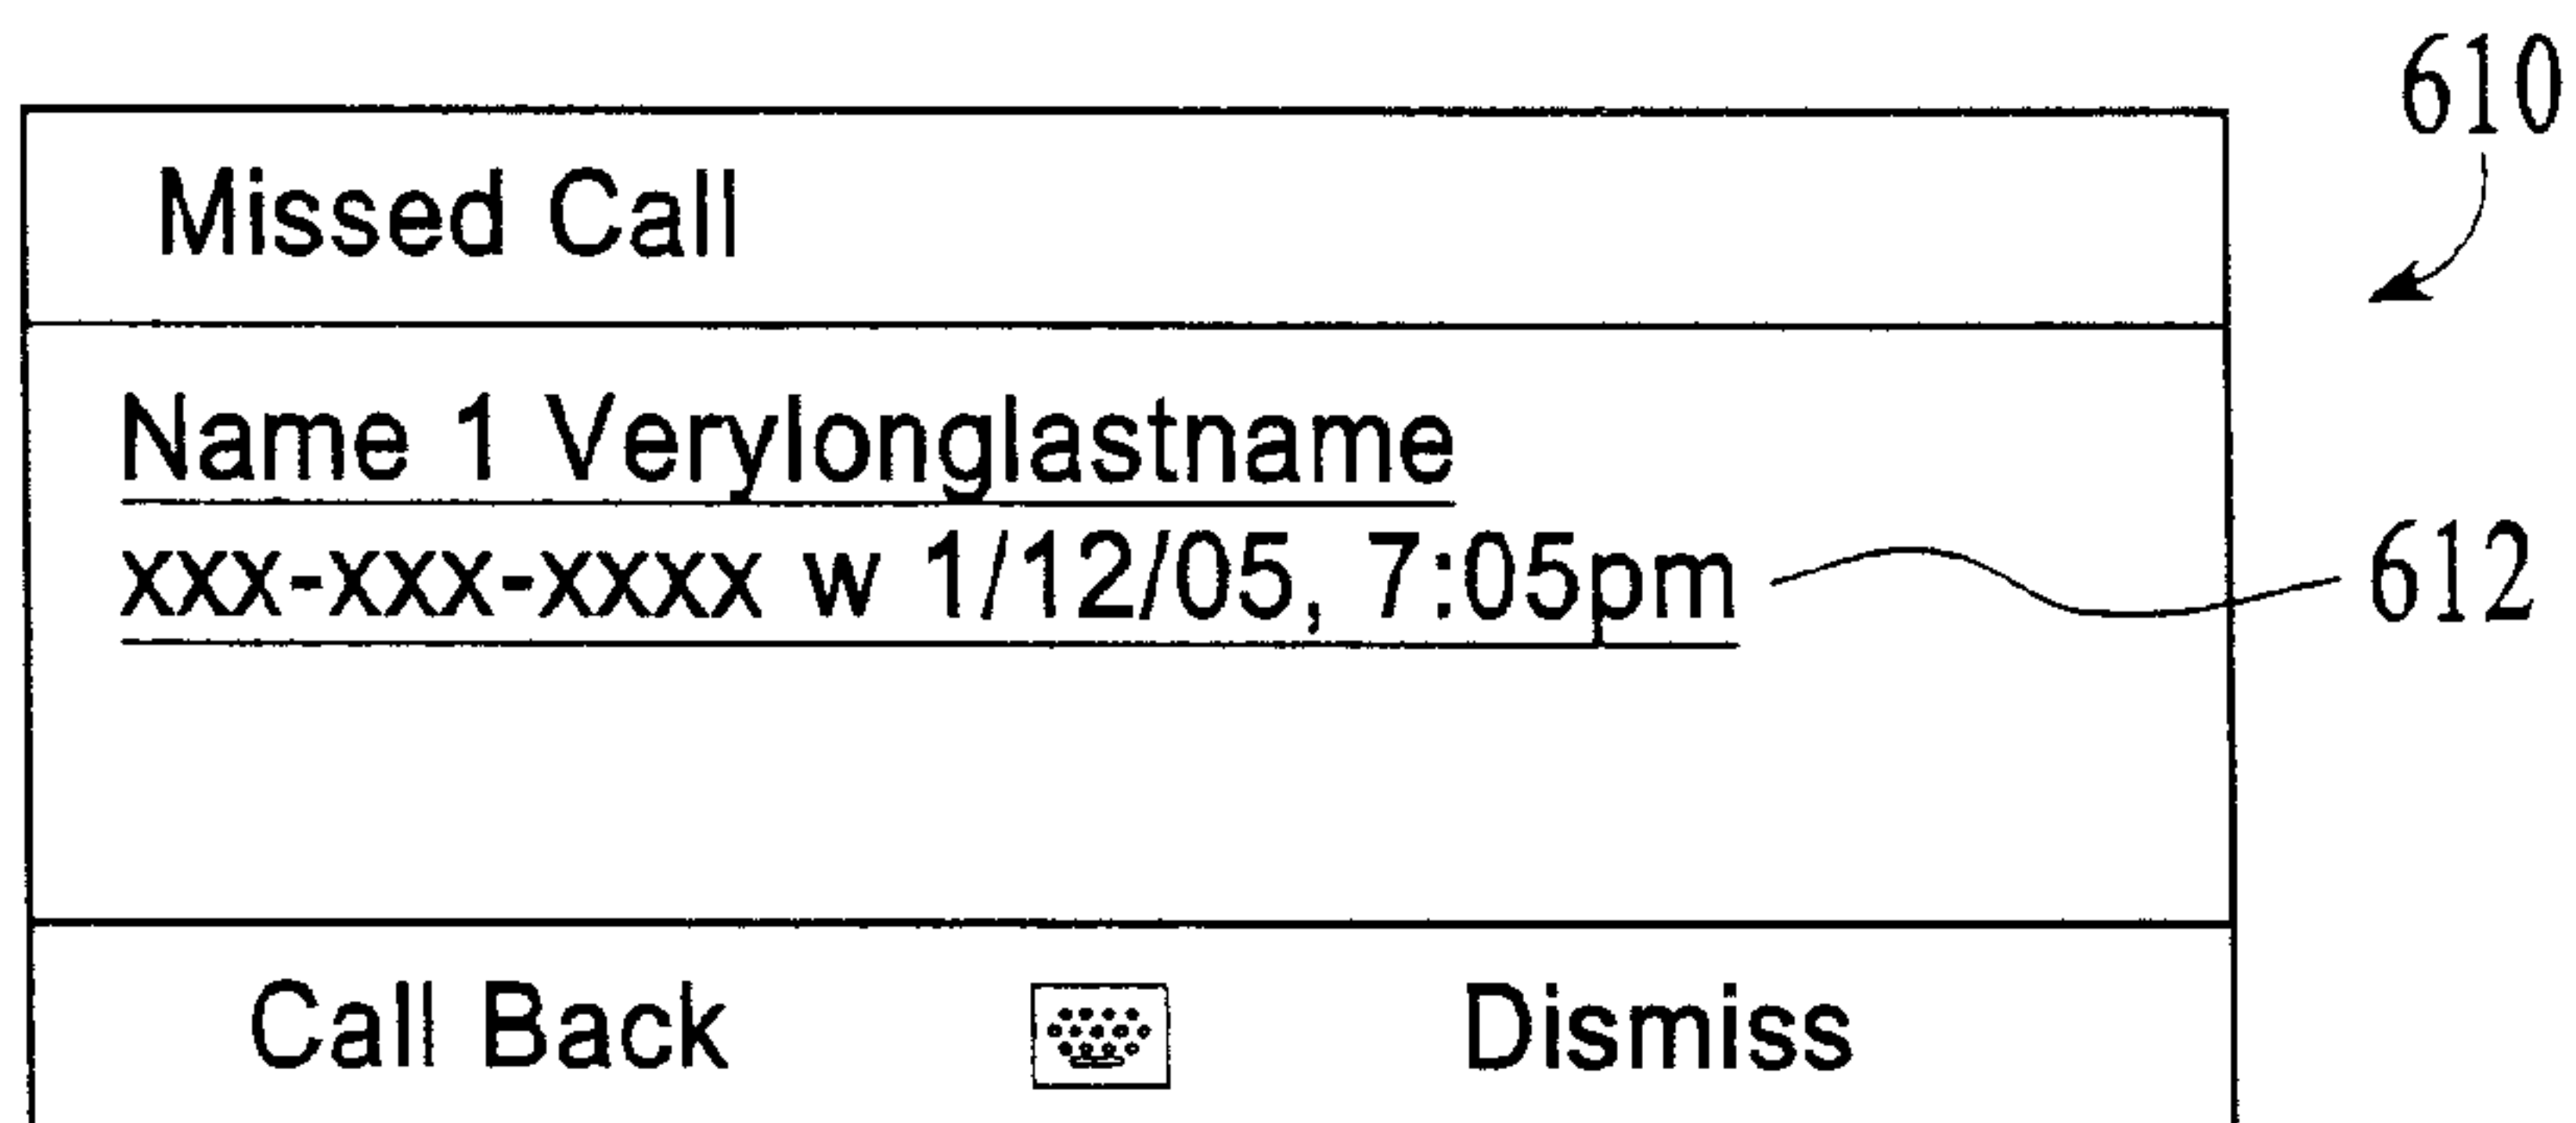 610
Missed Call
Name 1 Verylonglastname
xxx-xxx-xxxx w 1/12/05, 7:05pm
612
Call Back Dismiss